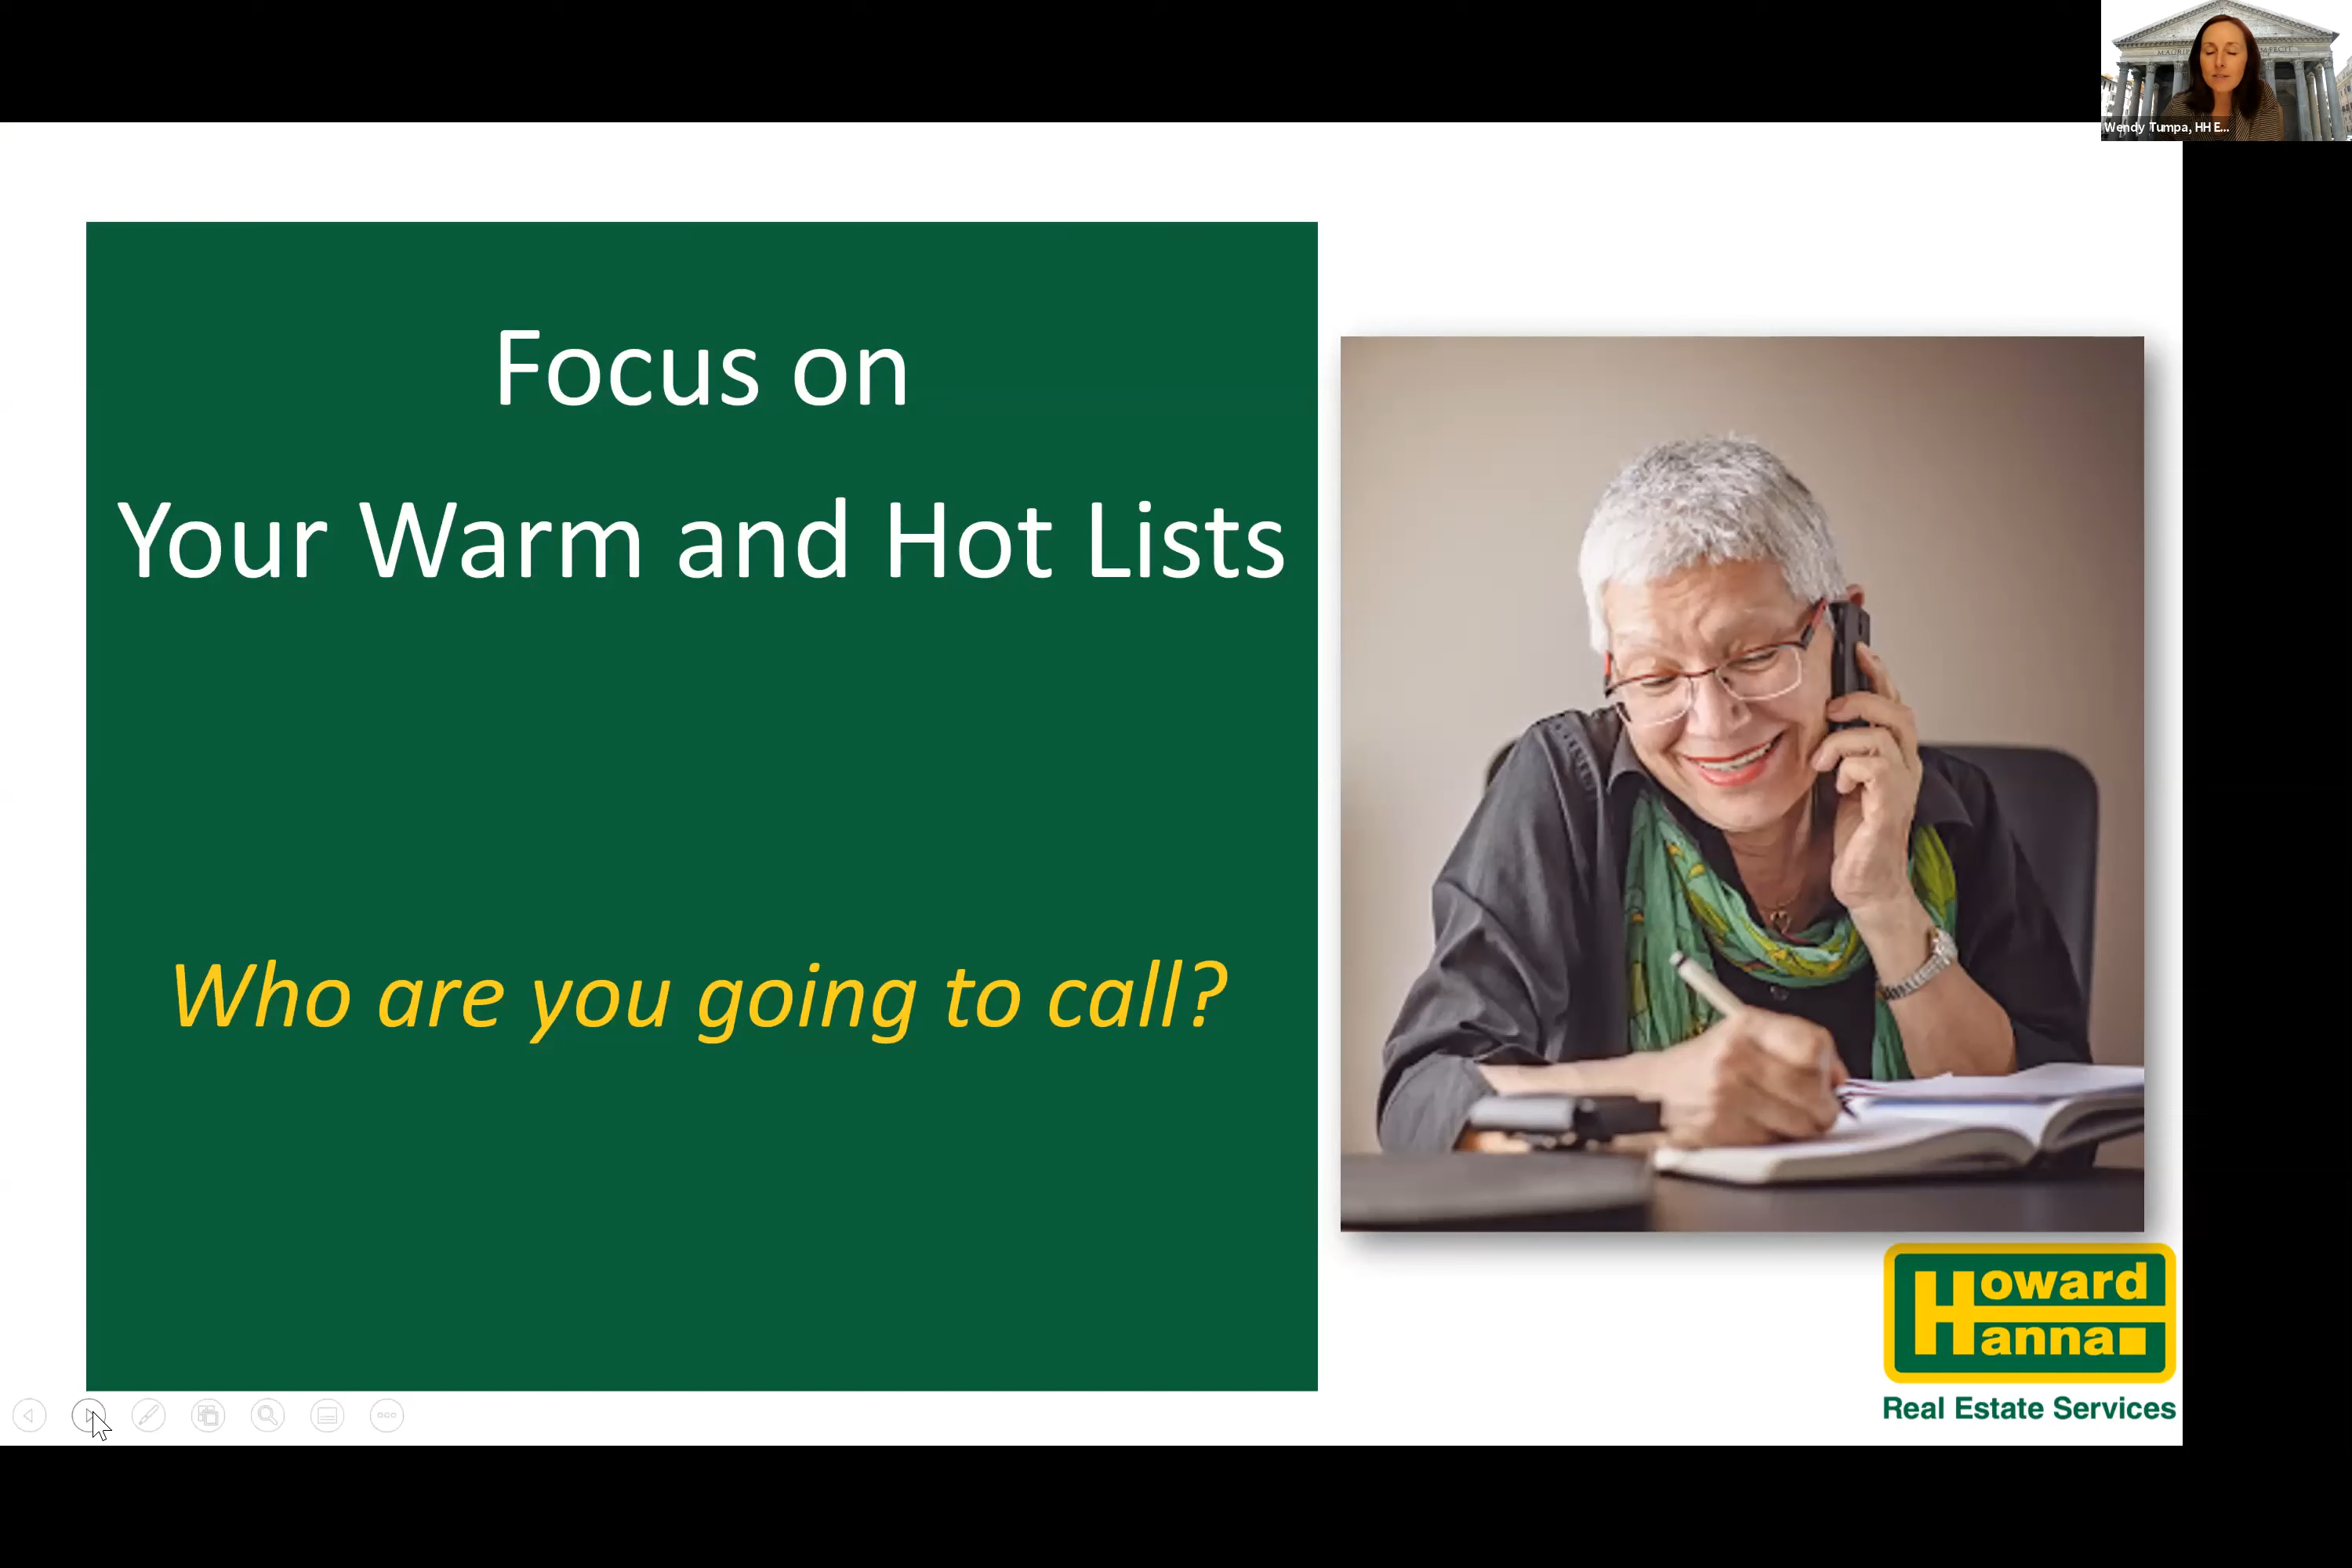 Wendy Tumpa, HH E...
Focus on
Your Warm and Hot Lists
Who are you going to call?
Howard
Hanna
Real Estate Services